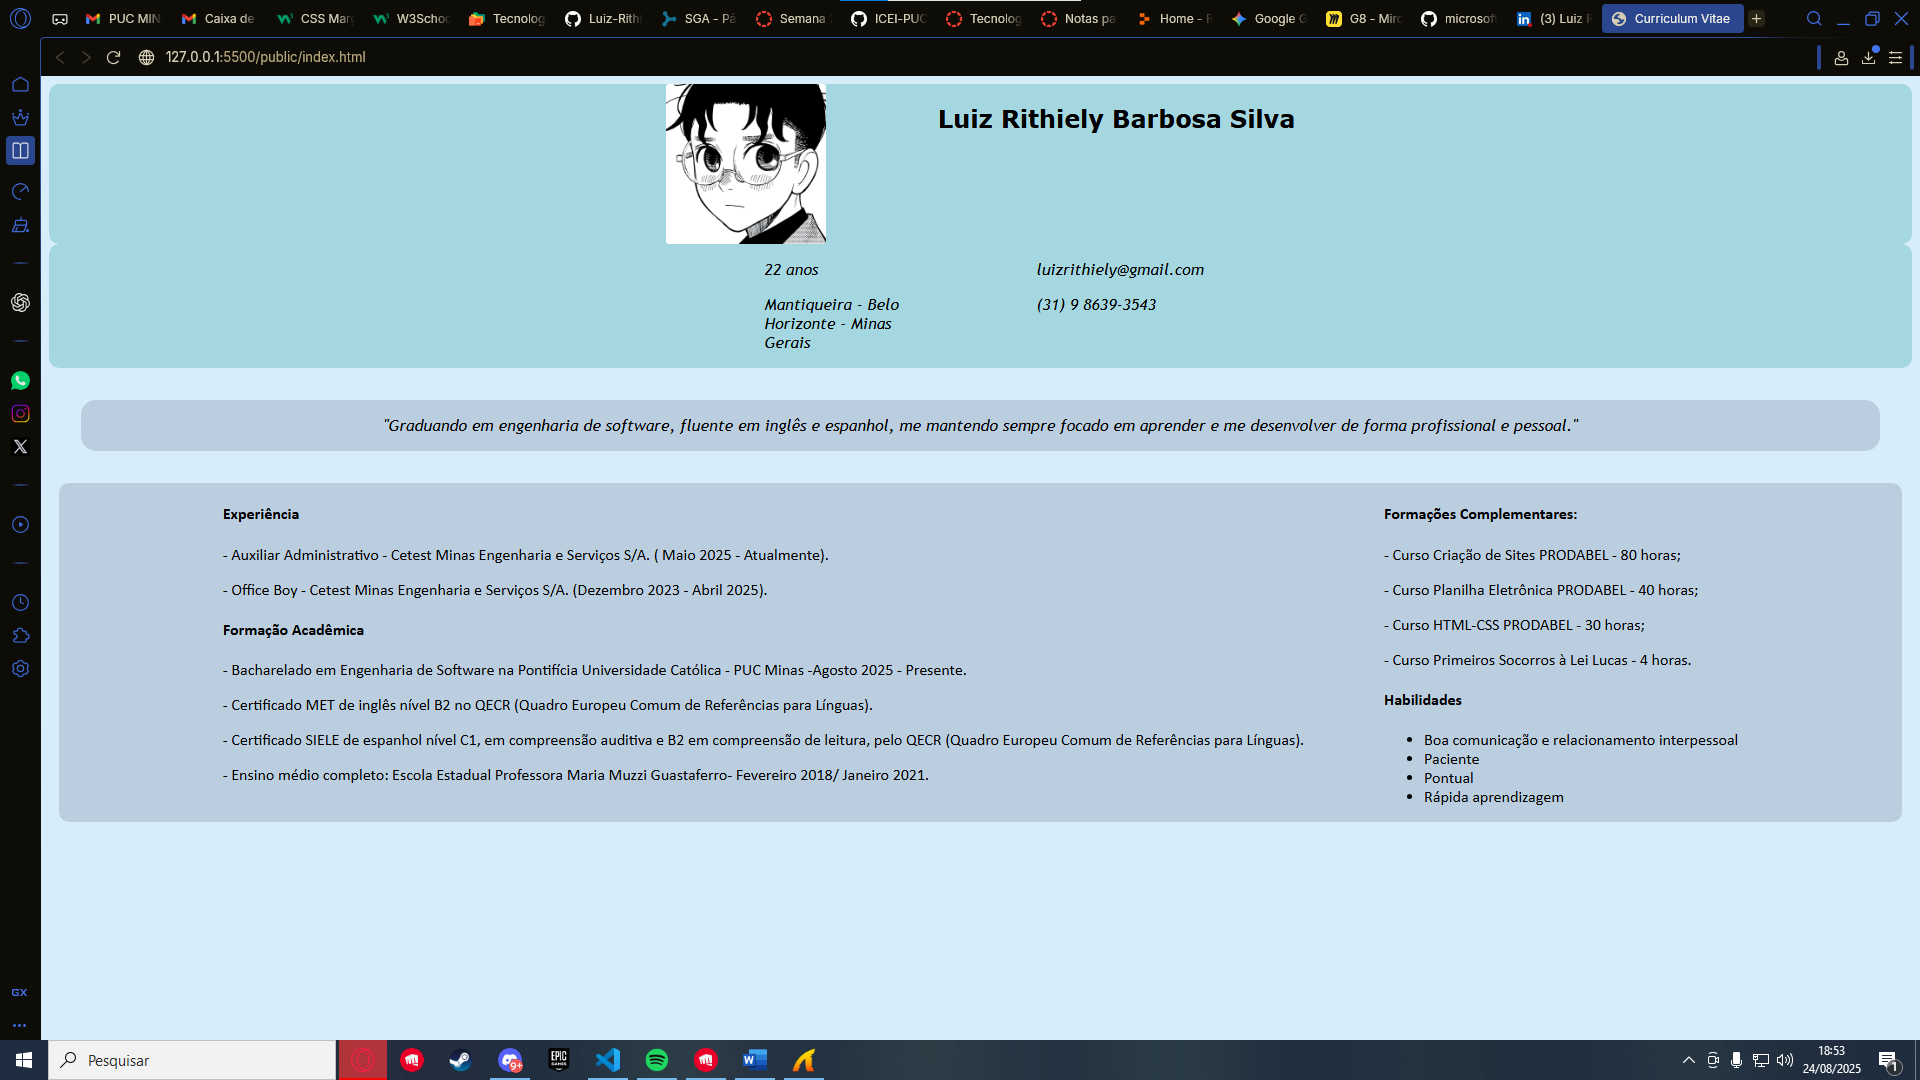 PUC MIN
Caixa de
CSS Mar
W3Scho
Tecnolog
Luiz-Rith
SGA - Pá
Semana
ICEI-PUC
Tecnolog
Notas pa
Home - F
Google G
G8 - Miro
microsof
(3) Luiz R
Curriculum Vitae
127.0.0.1:5500/public/index.html
Luiz Rithiely Barbosa Silva
22 anos
luizrithiely@gmail.com
Mantiqueira - Belo
Horizonte - Minas
Gerais
(31) 9 8639-3543
"Graduando em engenharia de software, fluente em inglês e espanhol, me mantendo sempre focado em aprender e me desenvolver de forma profissional e pessoal."
Experiência
- Auxiliar Administrativo - Cetest Minas Engenharia e Serviços S/A. ( Maio 2025 - Atualmente).
- Office Boy - Cetest Minas Engenharia e Serviços S/A. (Dezembro 2023 - Abril 2025).
Formação Acadêmica
- Bacharelado em Engenharia de Software na Pontifícia Universidade Católica - PUC Minas -Agosto 2025 - Presente.
- Certificado MET de inglês nível B2 no QECR (Quadro Europeu Comum de Referências para Línguas).
- Certificado SIELE de espanhol nível C1, em compreensão auditiva e B2 em compreensão de leitura, pelo QECR (Quadro Europeu Comum de Referências para Línguas).
- Ensino médio completo: Escola Estadual Professora Maria Muzzi Guastaferro- Fevereiro 2018/ Janeiro 2021.
Formações Complementares:
- Curso Criação de Sites PRODABEL - 80 horas;
- Curso Planilha Eletrônica PRODABEL - 40 horas;
- Curso HTML-CSS PRODABEL - 30 horas;
- Curso Primeiros Socorros à Lei Lucas - 4 horas.
Habilidades
Boa comunicação e relacionamento interpessoal
Paciente
Pontual
Rápida aprendizagem
GX
Pesquisar
9+
EPIC
GAMES
18:53
24/08/2025
1